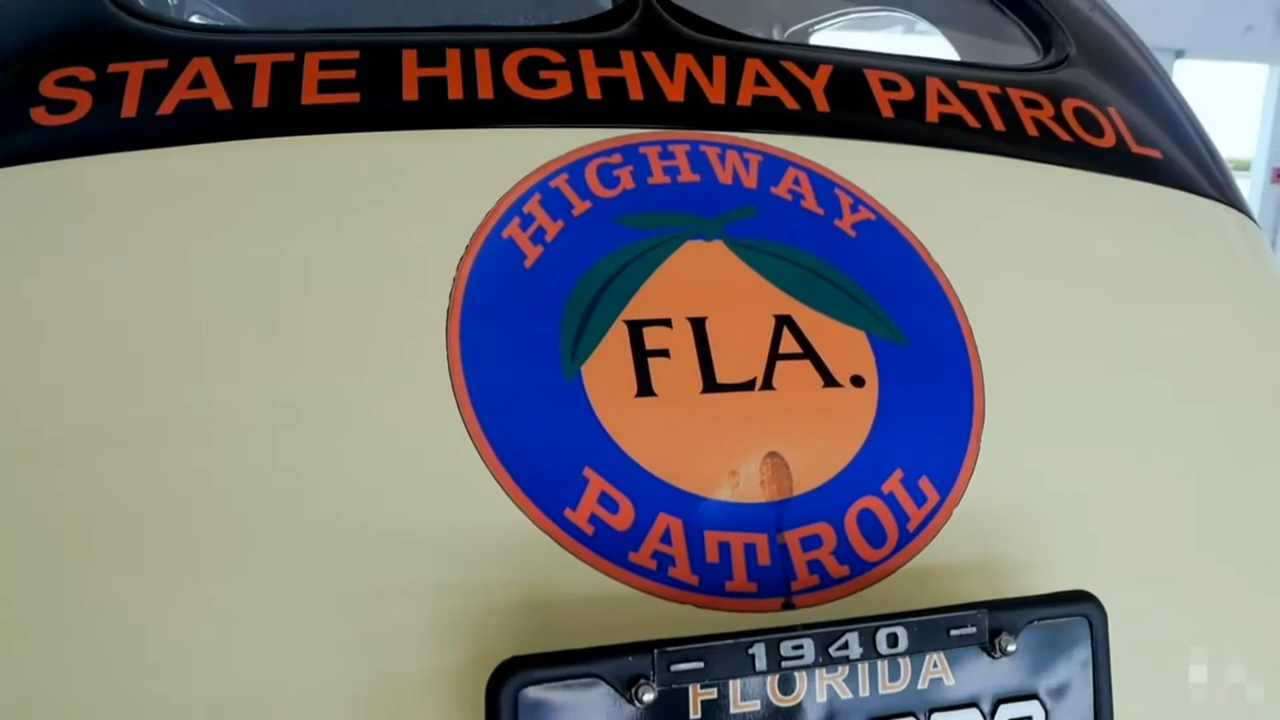 STATE HIGHWAY PATROL
HIGHWAY
FLA.
PATROL
- 1940 -
FLORIDA